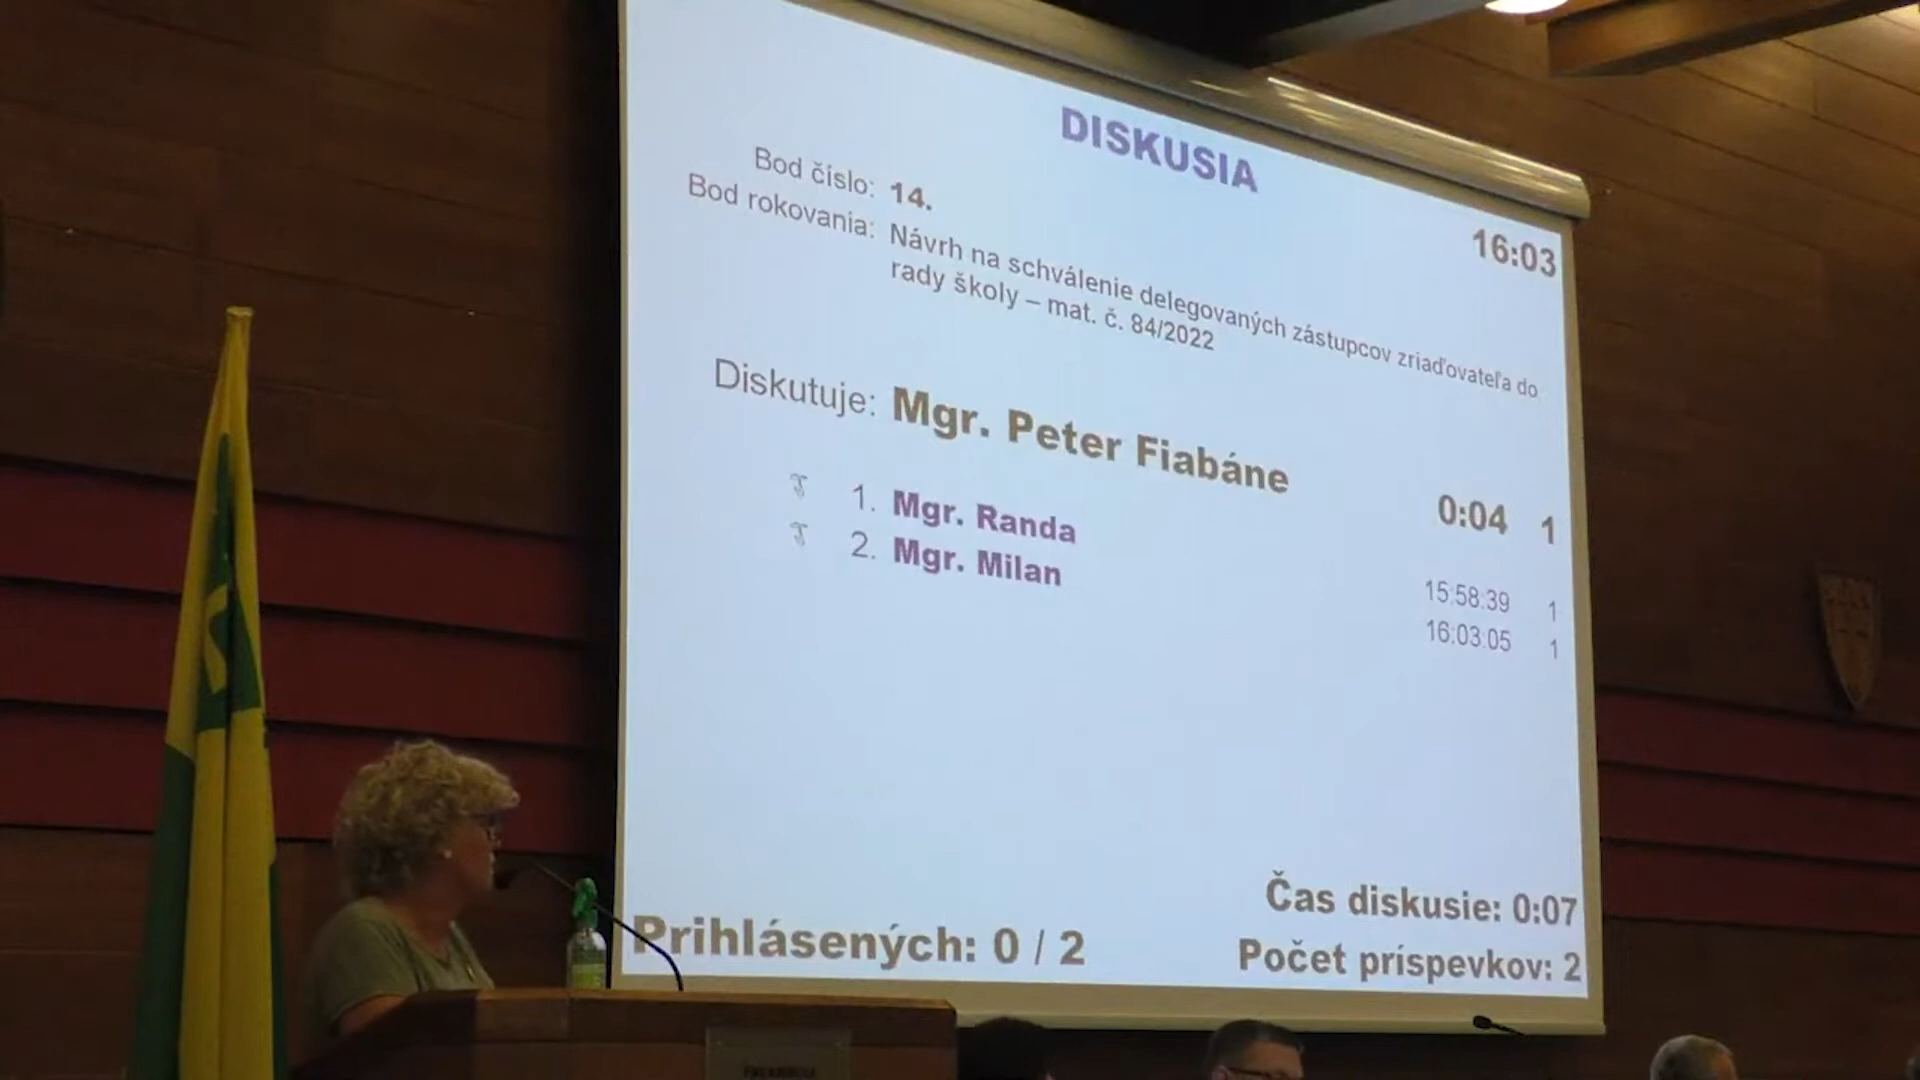 DISKUSIA
16:03
Bod číslo: 14.
Bod rokovania: Návrh na schválenie delegovaných zástupcov zriaďovateľa do
rady školy – mat. č. 84/2022
Diskutuje: Mgr. Peter Fiabáne 0:04 1
1. Mgr. Randa 15:58:39 1
2. Mgr. Milan 16:03:05 1
Čas diskusie: 0:07
Prihlásených: 0 / 2
Počet príspevkov: 2